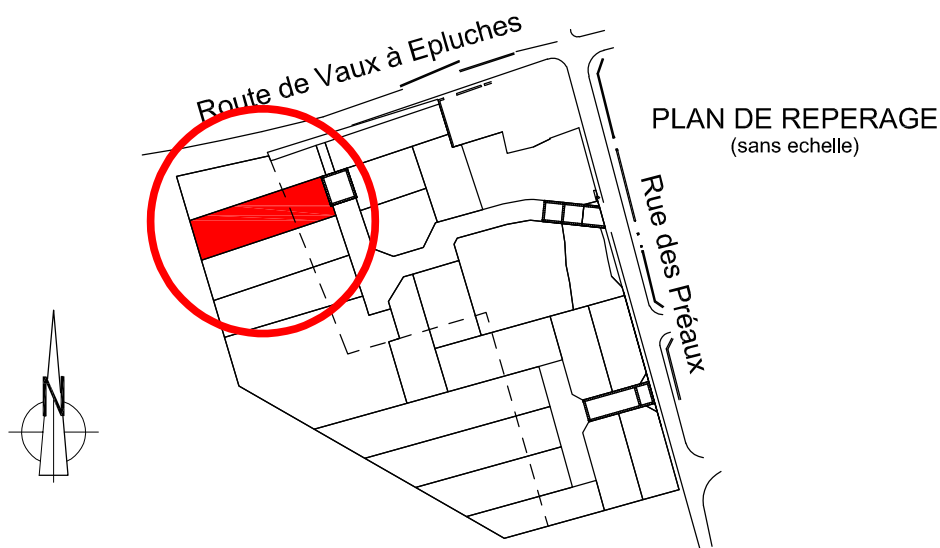 Route de Vaux à Epluches
PLAN DE REPERAGE
(sans echelle)
Rue des Préaux
N